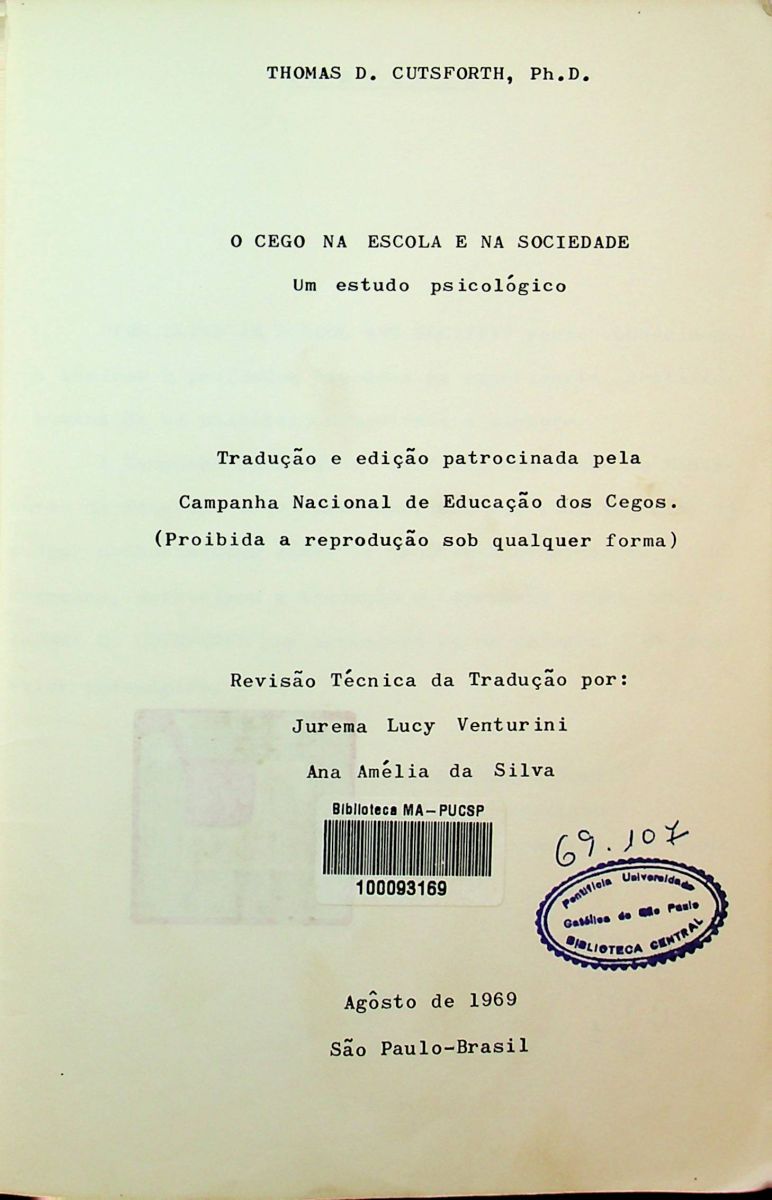 THOMAS D. CUTSFORTH, Ph.D.
O CEGO NA ESCOLA E NA SOCIEDADE
Um estudo psicológico
Tradução e edição patrocinada pela
Campanha Nacional de Educação dos Cegos.
(Proibida a reprodução sob qualquer forma)
Revisão Técnica da Tradução por:
Jurema Lucy Venturini
Ana Amélia da Silva
Biblioteca MA-PUCSP
100093169
69.107
Pontifícia Universidade
Católica de São Paulo
BIBLIOTECA CENTRAL
Agôsto de 1969
São Paulo-Brasil